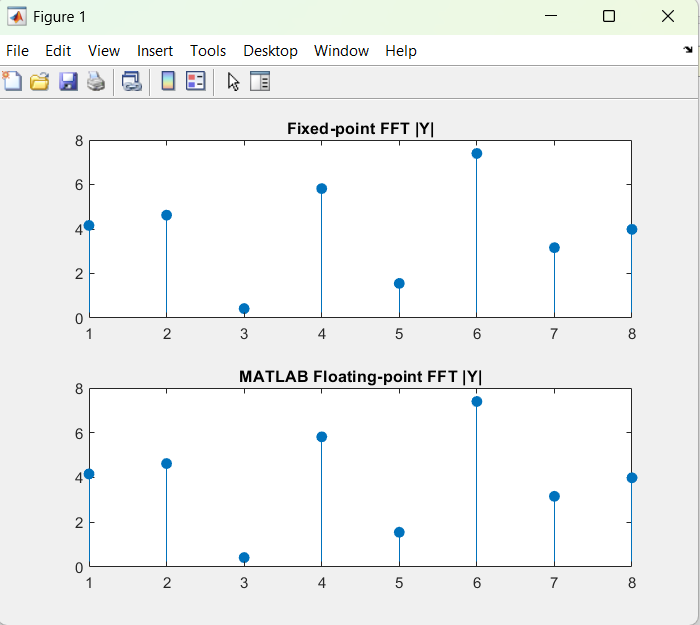 Figure 1
File Edit View Insert Tools Desktop Window Help
Fixed-point FFT |Y|
8
6
4
2
0
1 2 3 4 5 6 7 8
MATLAB Floating-point FFT |Y|
8
6
4
2
0
1 2 3 4 5 6 7 8